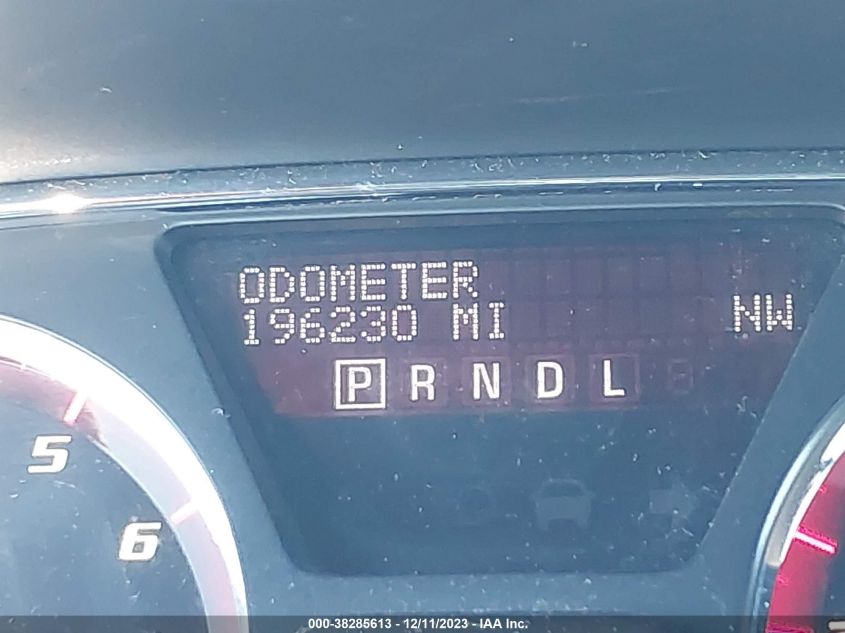 ODOMETER
196230 MI NW
P R N D L
5
6
000-38285613 - 12/11/2023 - IAA Inc.